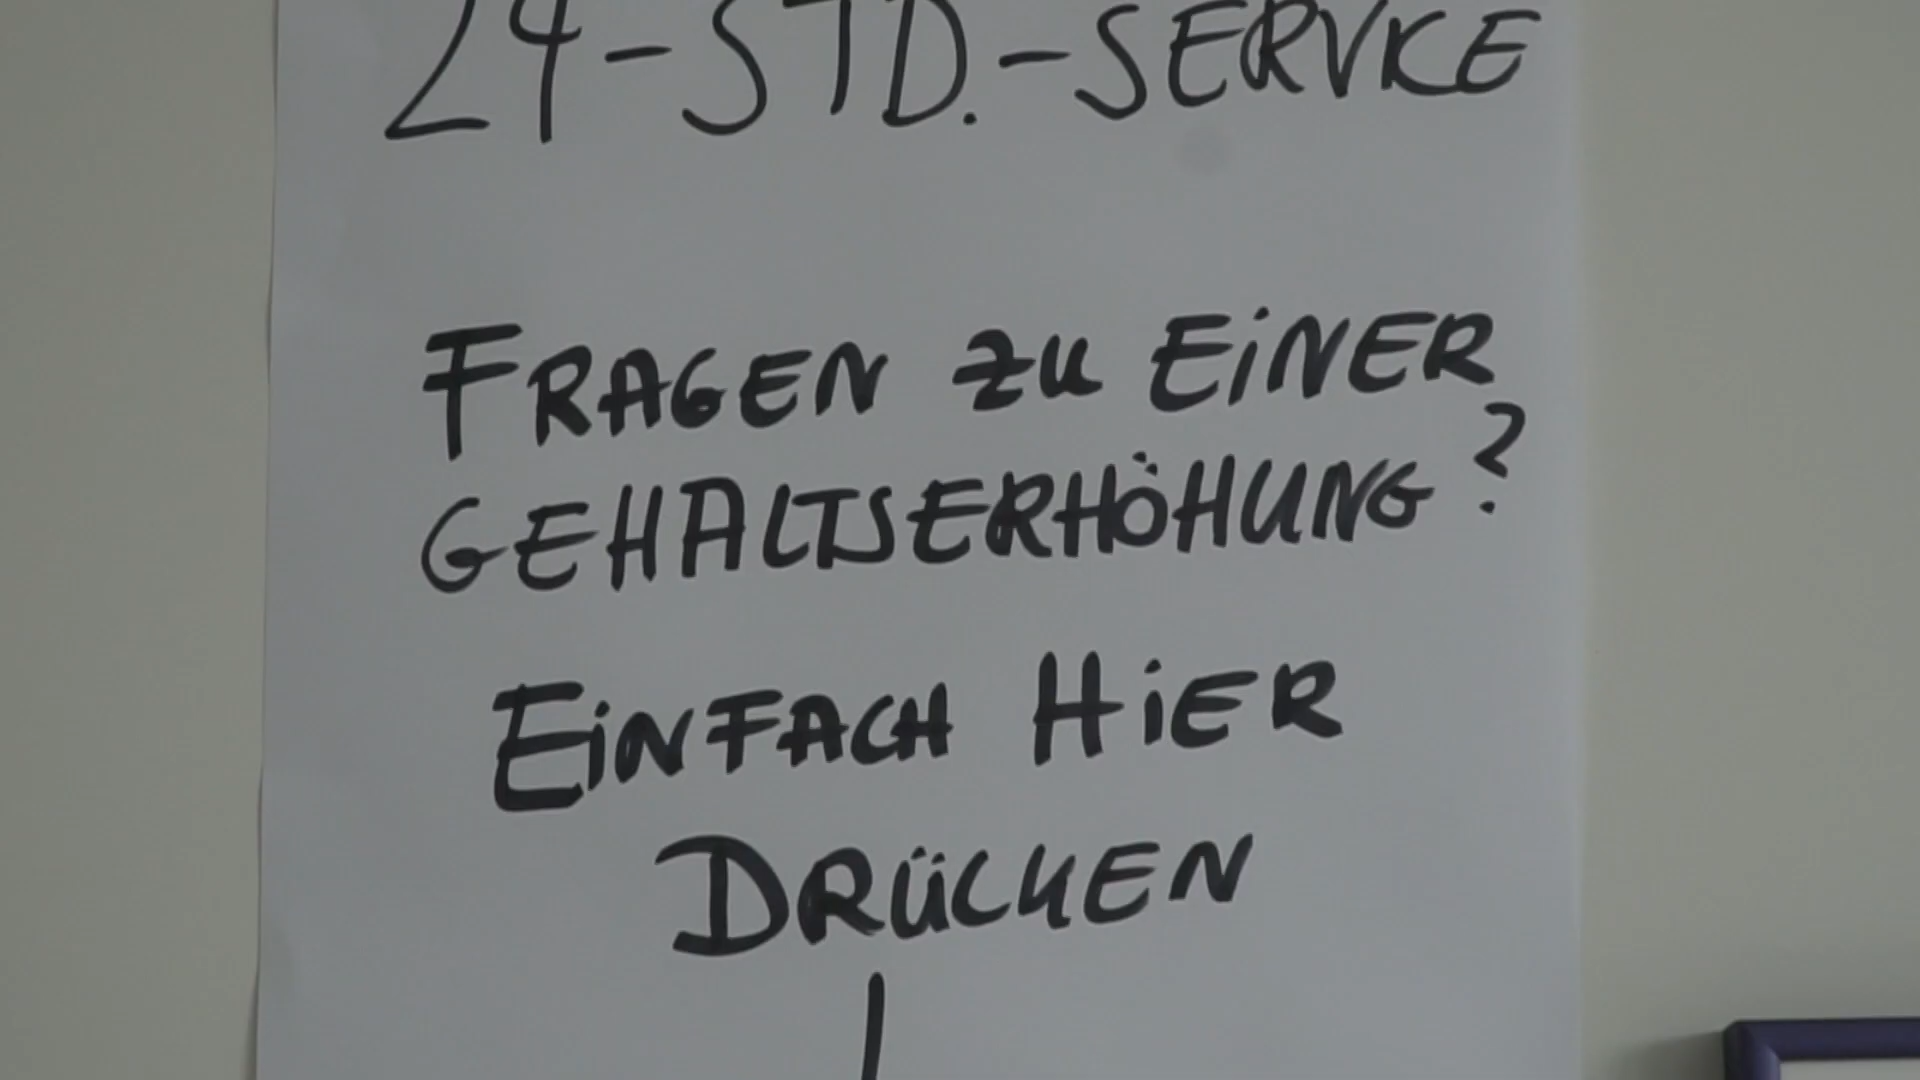 24-STD.-SERVICE
FRAGEN ZU EINER
GEHALTSERHÖHUNG?
EINFACH HIER
DRÜCKEN